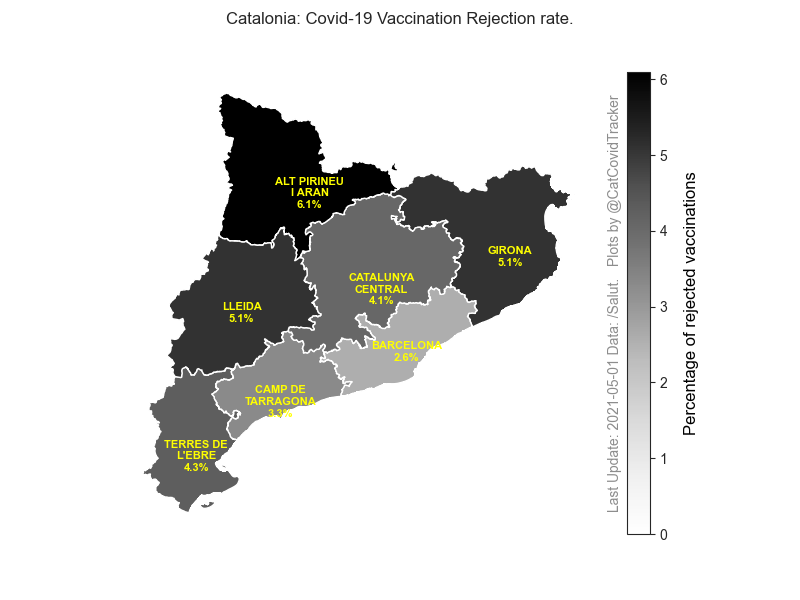 Catalonia: Covid-19 Vaccination Rejection rate.
ALT PIRINEU
I ARAN
6.1%
GIRONA
5.1%
CATALUNYA
CENTRAL
4.1%
LLEIDA
5.1%
BARCELONA
2.6%
CAMP DE
TARRAGONA
3.3%
TERRES DE
L'EBRE
4.3%
Last Update: 2021-05-01 Data: /Salut. Plots by @CatCovidTracker
6
5
4
3
2
1
0
Percentage of rejected vaccinations